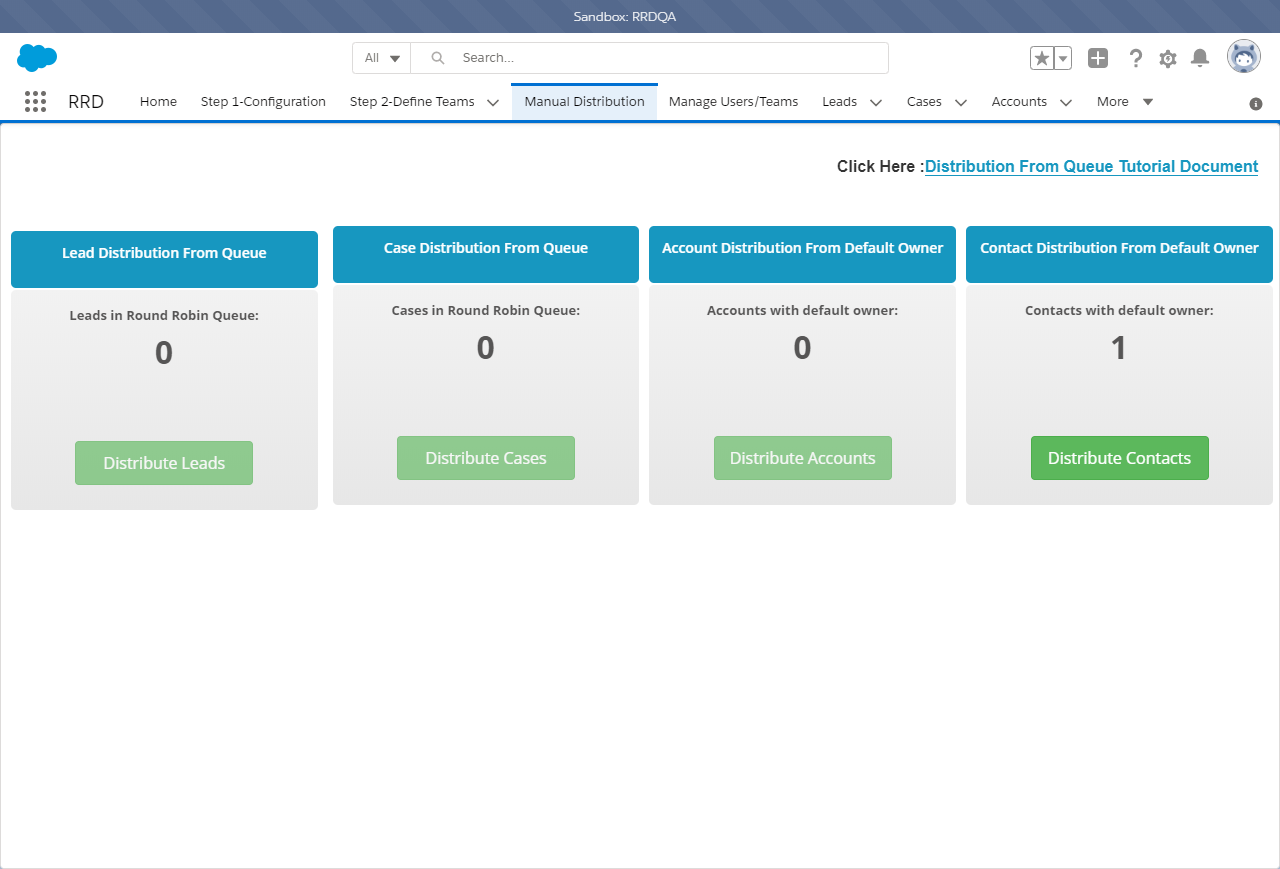 Sandbox: RRDQA
All Search...
RRD Home Step 1-Configuration Step 2-Define Teams Manual Distribution Manage Users/Teams Leads Cases Accounts More
Click Here :Distribution From Queue Tutorial Document
Lead Distribution From Queue
Leads in Round Robin Queue:
0
Distribute Leads
Case Distribution From Queue
Cases in Round Robin Queue:
0
Distribute Cases
Account Distribution From Default Owner
Accounts with default owner:
0
Distribute Accounts
Contact Distribution From Default Owner
Contacts with default owner:
1
Distribute Contacts